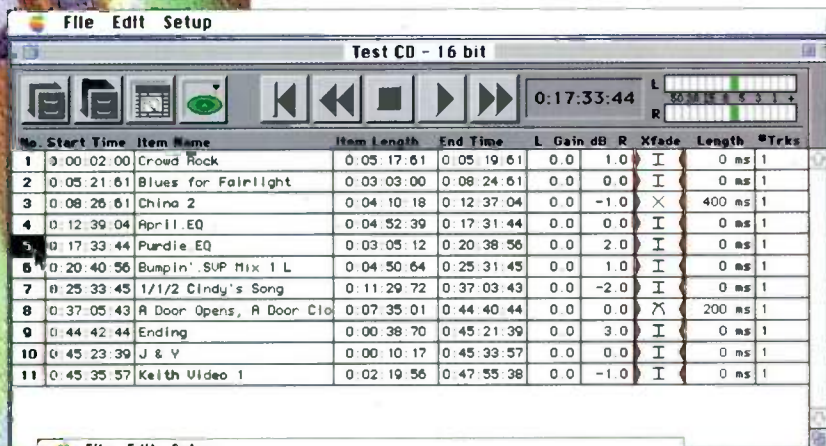 File Edit Setup
Test CD - 16 bit
0:17:33:44
L
50 R
No. Start Time Item Name Item Length End Time L Gain dB R Xfade Length #Trks
1 0:00:02:00 Crowd Rock 0:05:17:61 0:05:19:61 0.0 1.0 0 ms 1
2 0:05:21:61 Blues for Fairlight 0:03:03:00 0:08:24:61 0.0 0.0 0 ms 1
3 0:08:26:61 China 2 0:04:10:18 0:12:37:04 0.0 -1.0 400 ms 1
4 0:12:39:04 April.EQ 0:04:52:39 0:17:31:44 0.0 0.0 0 ms 1
5 0:17:33:44 Purdie.EQ 0:03:05:12 0:20:38:56 0.0 2.0 0 ms 1
6 0:20:40:56 Bumpin'.SVP Mix 1 L 0:04:50:64 0:25:31:45 0.0 1.0 0 ms 1
7 0:25:33:45 1/1/2 Cindy's Song 0:11:29:72 0:37:03:43 0.0 -2.0 0 ms 1
8 0:37:05:43 A Door Opens, A Door Clo 0:07:35:01 0:44:40:44 0.0 0.0 200 ms 1
9 0:44:42:44 Ending 0:00:38:70 0:45:21:39 0.0 3.0 0 ms 1
10 0:45:23:39 J & Y 0:00:10:17 0:45:33:57 0.0 0.0 0 ms 1
11 0:45:35:57 Keith Video 1 0:02:19:56 0:47:55:38 0.0 -1.0 0 ms 1